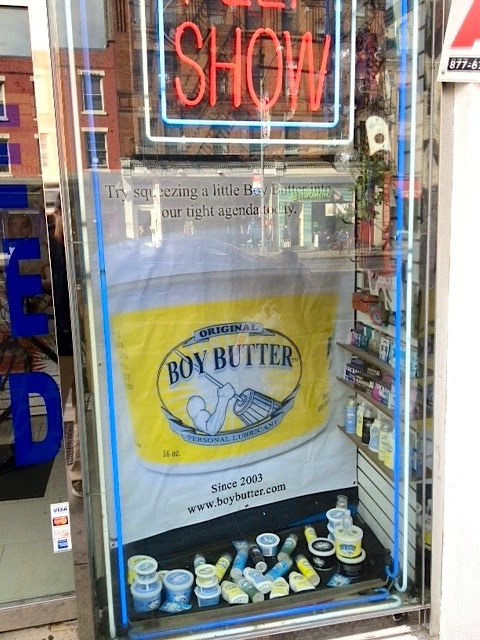 SHOW
877-6
Try squeezing a little Boy Butter into
your tight agenda today.
ORIGINAL
BOY BUTTER
PERSONAL LUBRICANT
16 oz.
Since 2003
www.boybutter.com
E
D
VISA